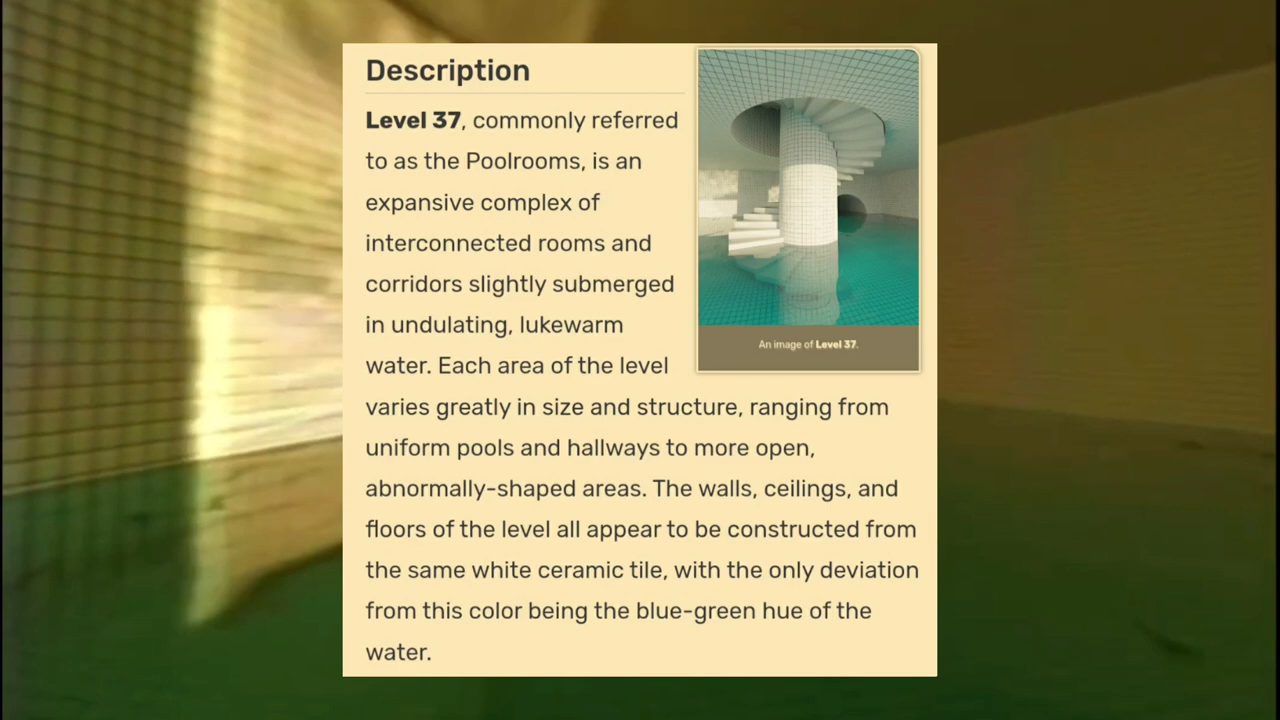 Description
Level 37, commonly referred
to as the Poolrooms, is an
expansive complex of
interconnected rooms and
corridors slightly submerged
in undulating, lukewarm
water. Each area of the level
An image of Level 37.
varies greatly in size and structure, ranging from
uniform pools and hallways to more open,
abnormally-shaped areas. The walls, ceilings, and
floors of the level all appear to be constructed from
the same white ceramic tile, with the only deviation
from this color being the blue-green hue of the
water.